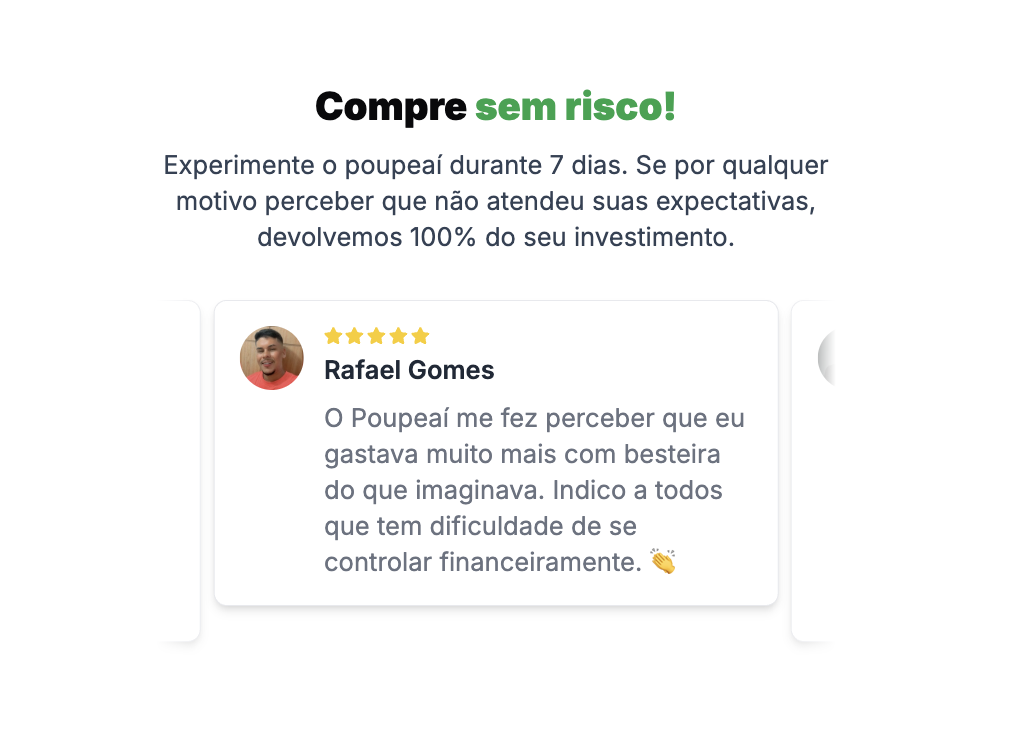 Compre sem risco!
Experimente o poupeaí durante 7 dias. Se por qualquer
motivo perceber que não atendeu suas expectativas,
devolvemos 100% do seu investimento.
Rafael Gomes
O Poupeaí me fez perceber que eu
gastava muito mais com besteira
do que imaginava. Indico a todos
que tem dificuldade de se
controlar financeiramente. 👏